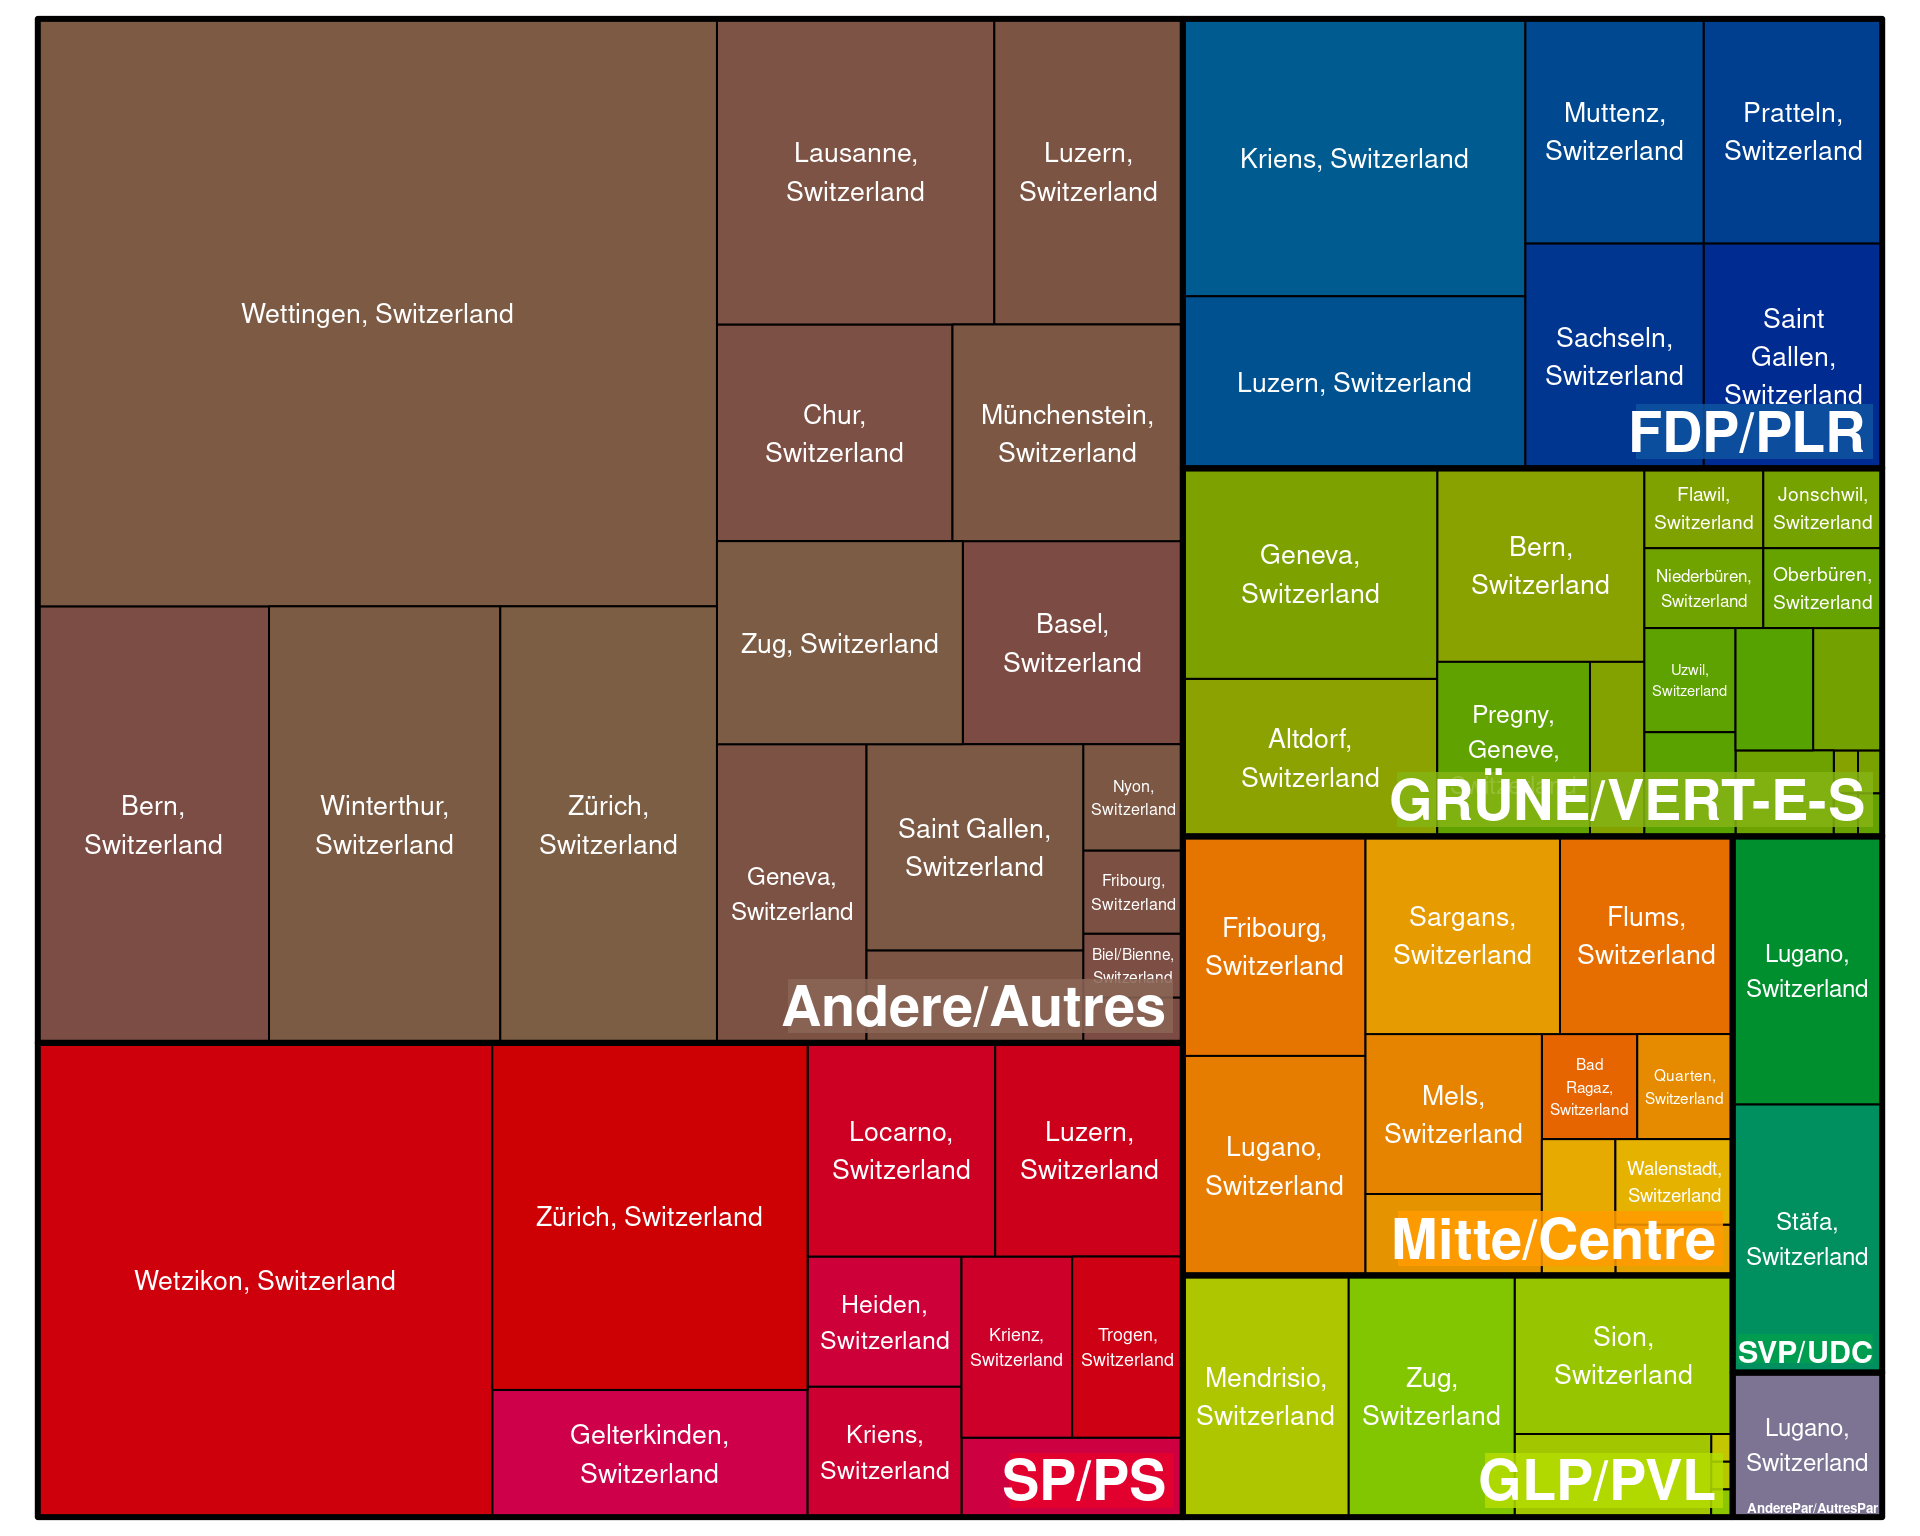 Wettingen, Switzerland
Lausanne,
Switzerland
Luzern,
Switzerland
Chur,
Switzerland
Münchenstein,
Switzerland
Zug, Switzerland
Basel,
Switzerland
Bern,
Switzerland
Winterthur,
Switzerland
Zürich,
Switzerland
Geneva,
Switzerland
Saint Gallen,
Switzerland
Nyon,
Switzerland
Fribourg,
Switzerland
Biel/Bienne,
Switzerland
Andere/Autres
Wetzikon, Switzerland
Zürich, Switzerland
Gelterkinden,
Switzerland
Locarno,
Switzerland
Luzern,
Switzerland
Heiden,
Switzerland
Kriens,
Switzerland
Krienz,
Switzerland
Trogen,
Switzerland
SP/PS
Kriens, Switzerland
Luzern, Switzerland
Muttenz,
Switzerland
Pratteln,
Switzerland
Sachseln,
Switzerland
Saint
Gallen,
Switzerland
FDP/PLR
Geneva,
Switzerland
Altdorf,
Switzerland
Bern,
Switzerland
Pregny,
Geneve,
Switzerland
Flawil,
Switzerland
Jonschwil,
Switzerland
Niederbüren,
Switzerland
Oberbüren,
Switzerland
Uzwil,
Switzerland
GRÜNE/VERT-E-S
Fribourg,
Switzerland
Lugano,
Switzerland
Sargans,
Switzerland
Flums,
Switzerland
Mels,
Switzerland
Bad
Ragaz,
Switzerland
Quarten,
Switzerland
Walenstadt,
Switzerland
Mitte/Centre
Mendrisio,
Switzerland
Zug,
Switzerland
Sion,
Switzerland
GLP/PVL
Lugano,
Switzerland
Stäfa,
Switzerland
SVP/UDC
Lugano,
Switzerland
AnderePar/AutresPar